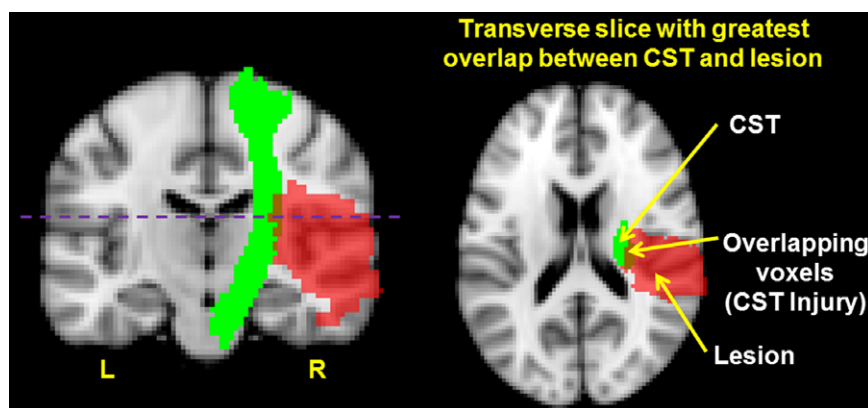 Transverse slice with greatest
overlap between CST and lesion
CST
Overlapping
voxels
(CST Injury)
Lesion
L
R